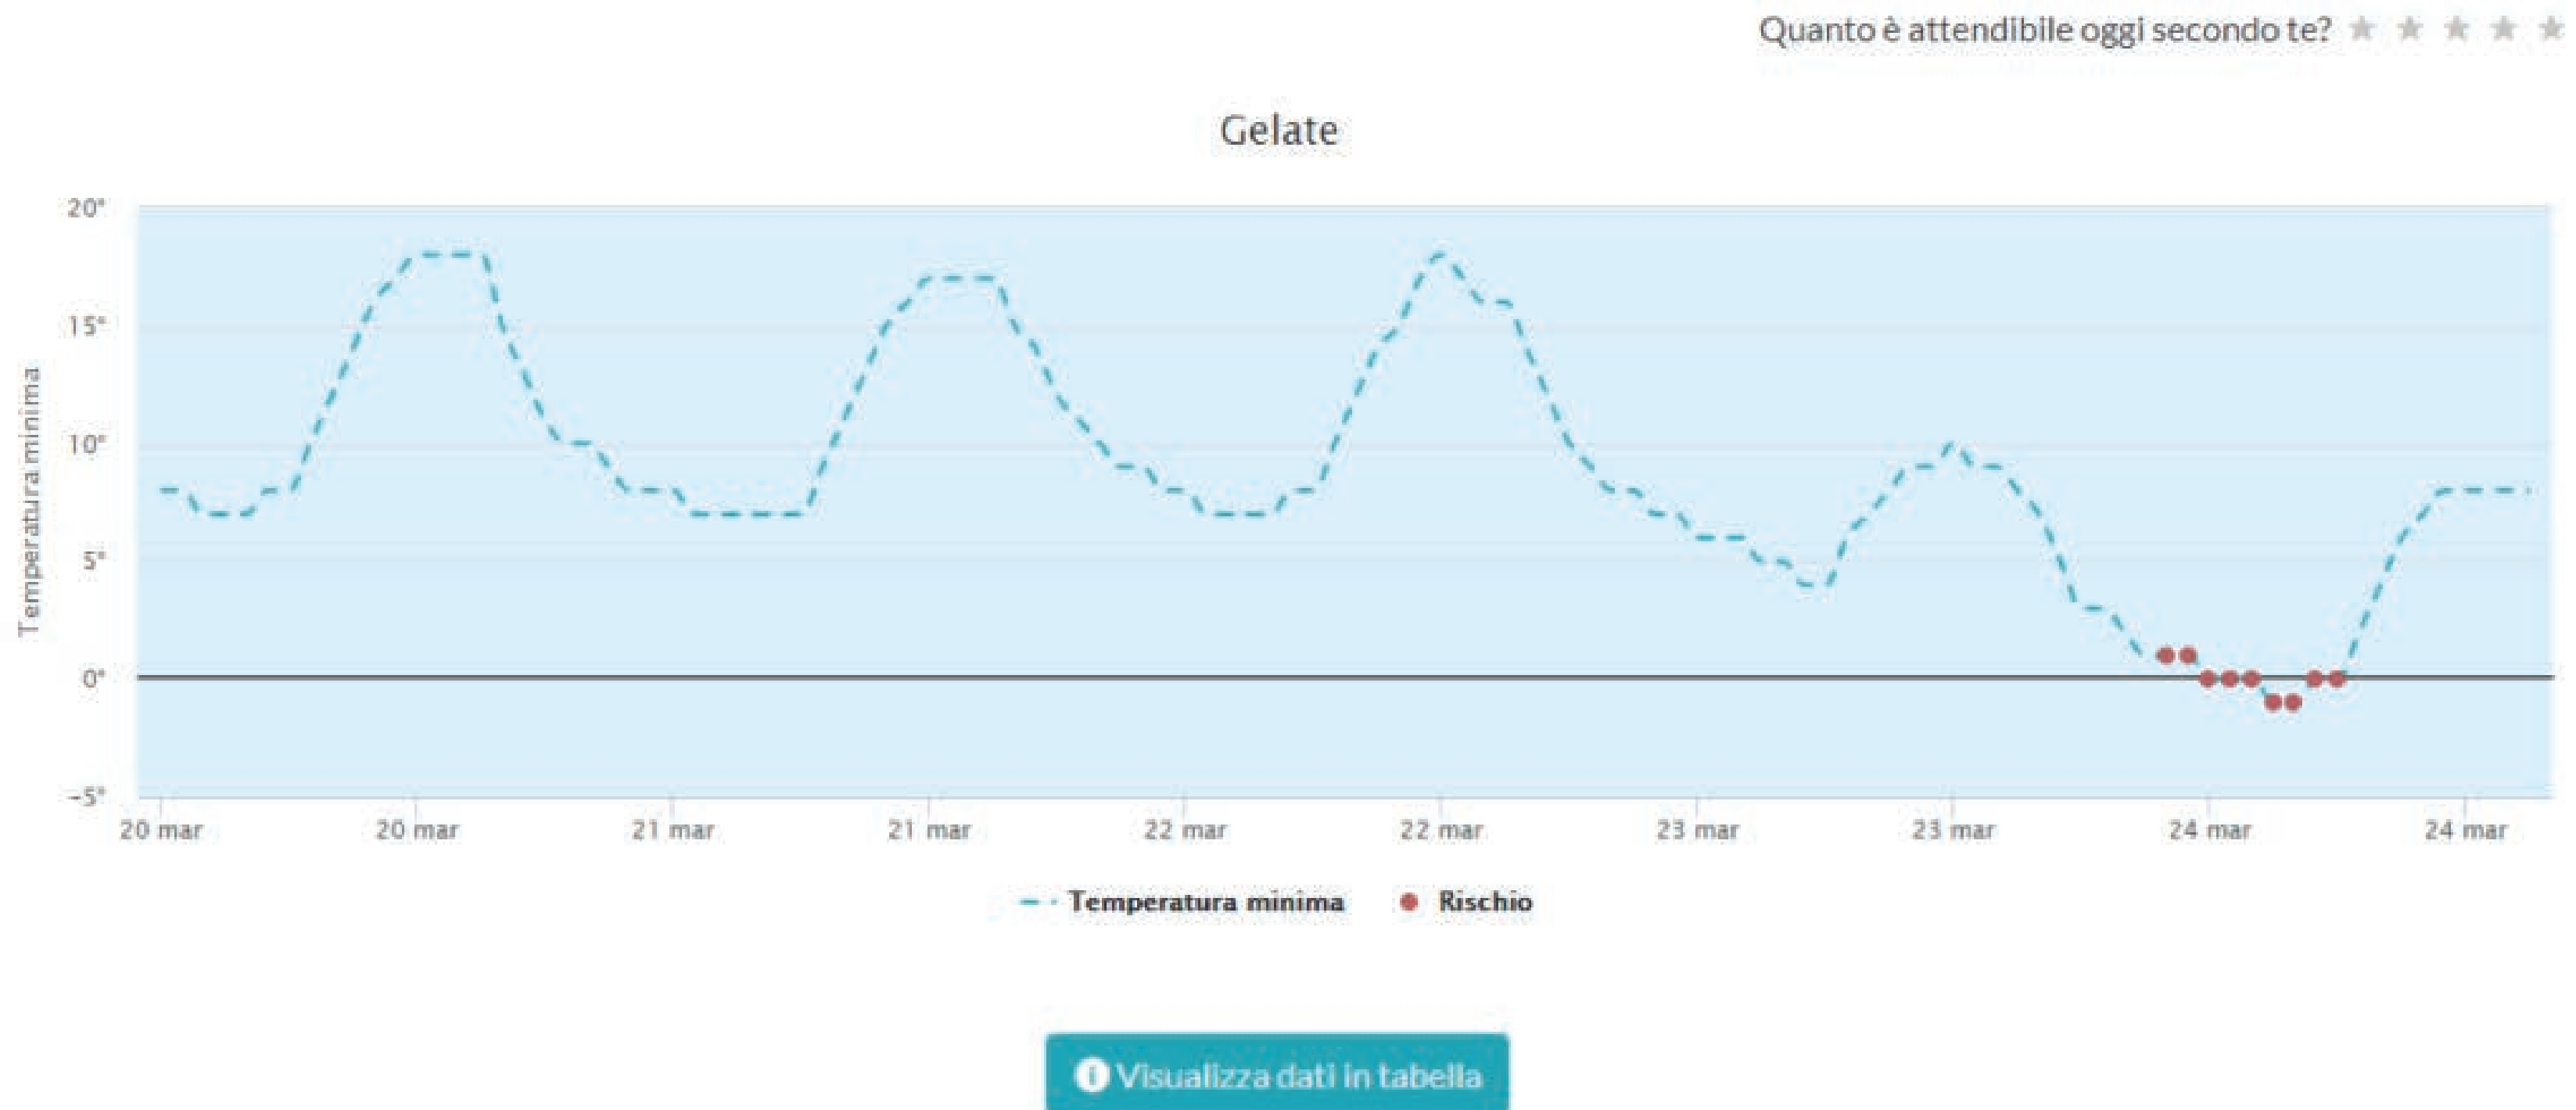 Quanto è attendibile oggi secondo te?
Gelate
Temperatura minima
20°
15°
10°
5°
0°
-5°
20 mar 20 mar 21 mar 21 mar 22 mar 22 mar 23 mar 23 mar 24 mar 24 mar
Temperatura minima Rischio
Visualizza dati in tabella